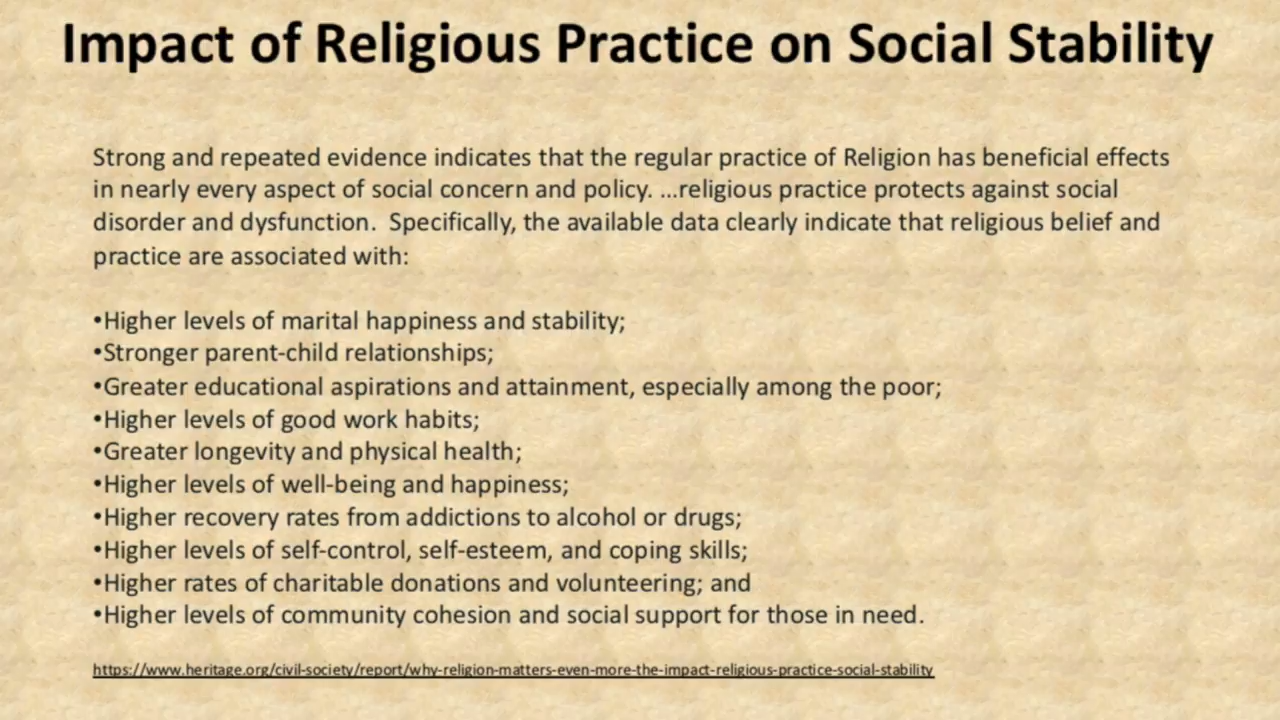 Impact of Religious Practice on Social Stability
Strong and repeated evidence indicates that the regular practice of Religion has beneficial effects
in nearly every aspect of social concern and policy. ...religious practice protects against social
disorder and dysfunction.  Specifically, the available data clearly indicate that religious belief and
practice are associated with:
•Higher levels of marital happiness and stability;
•Stronger parent-child relationships;
•Greater educational aspirations and attainment, especially among the poor;
•Higher levels of good work habits;
•Greater longevity and physical health;
•Higher levels of well-being and happiness;
•Higher recovery rates from addictions to alcohol or drugs;
•Higher levels of self-control, self-esteem, and coping skills;
•Higher rates of charitable donations and volunteering; and
•Higher levels of community cohesion and social support for those in need.
https://www.heritage.org/civil-society/report/why-religion-matters-even-more-the-impact-religious-practice-social-stability